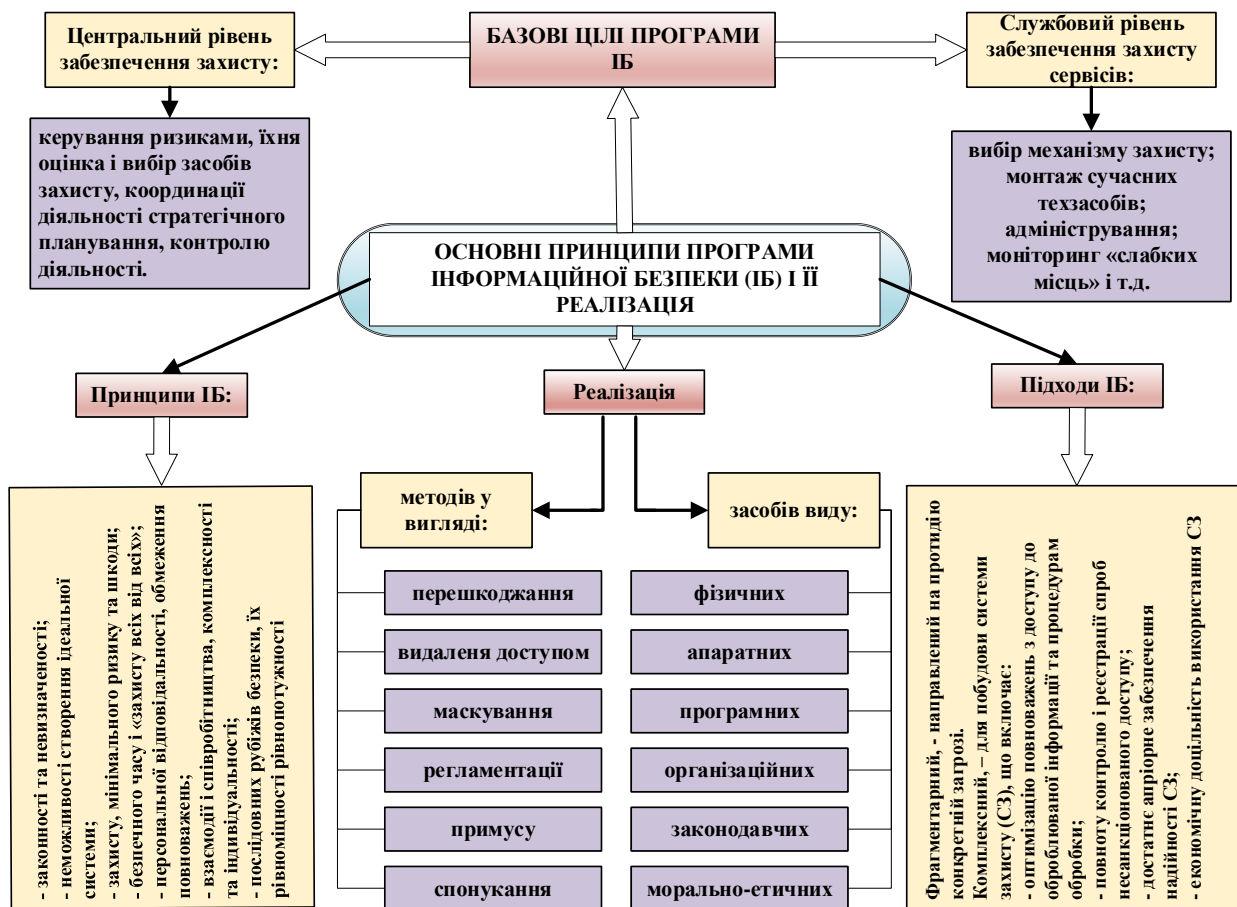 Центральний рівень
забезпечення захисту:
БАЗОВІ ЦІЛІ ПРОГРАМИ
ІБ
Службовий рівень
забезпечення захисту
сервісів:
керування ризиками, їхня
оцінка і вибір засобів
захисту, координації
діяльності стратегічного
планування, контролю
діяльності.
вибір механізму захисту;
монтаж сучасних
техзасобів;
адміністрування;
моніторинг «слабких
місць» і т.д.
ОСНОВНІ ПРИНЦИПИ ПРОГРАМИ
ІНФОРМАЦІЙНОЇ БЕЗПЕКИ (ІБ) І ЇЇ
РЕАЛІЗАЦІЯ
Принципи ІБ:
Реалізація
Підходи ІБ:
- законності та невизначеності;
- неможливості створення ідеальної
системи;
- захисту, мінімального ризику та шкоди;
- безпечного часу і «захисту всіх від всіх»;
- персональної відповідальності, обмеження
повноважень;
- взаємодії і співробітництва, комплексності
та індивідуальності;
- послідовних рубіжів безпеки, їх
рівноміцності рівнопотужності
методів у
вигляді:
перешкоджання
видаленя доступом
маскування
регламентації
примусу
спонукання
засобів виду:
фізичних
апаратних
програмних
організаційних
законодавчих
морально-етичних
Фрагментарний, - направлений на протидію
конкретній загрозі.
Комплексний, – для побудови системи
захисту (СЗ), що включає:
- оптимізацію повноважень з доступу до
оброблюваної інформації та процедурам
обробки;
- повноту контролю і реєстрації спроб
несанкціонованого доступу;
- достатнє апріорне забезпечення
надійності СЗ;
- економічну доцільність використання СЗ